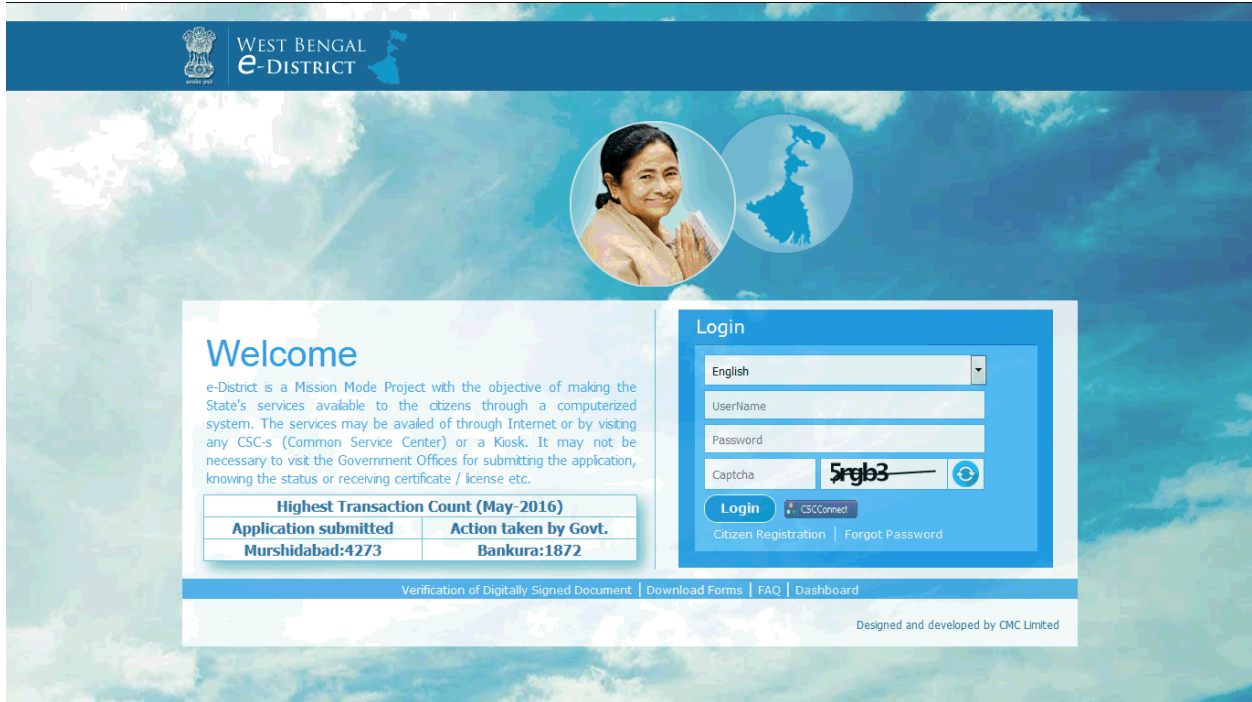 WEST BENGAL
e-DISTRICT
Welcome
e-District is a Mission Mode Project with the objective of making the
State's services available to the citizens through a computerized
system. The services may be availed of through Internet or by visiting
any CSC-s (Common Service Center) or a Kiosk. It may not be
necessary to visit the Government Offices for submitting the application,
knowing the status or receiving certificate / license etc.
Highest Transaction Count (May-2016)
Application submitted Action taken by Govt.
Murshidabad:4273 Bankura:1872
Login
English
UserName
Password
Captcha 5rgb3
Login CSCConnect
Citizen Registration | Forgot Password
Verification of Digitally Signed Document | Download Forms | FAQ | Dashboard
Designed and developed by CMC Limited